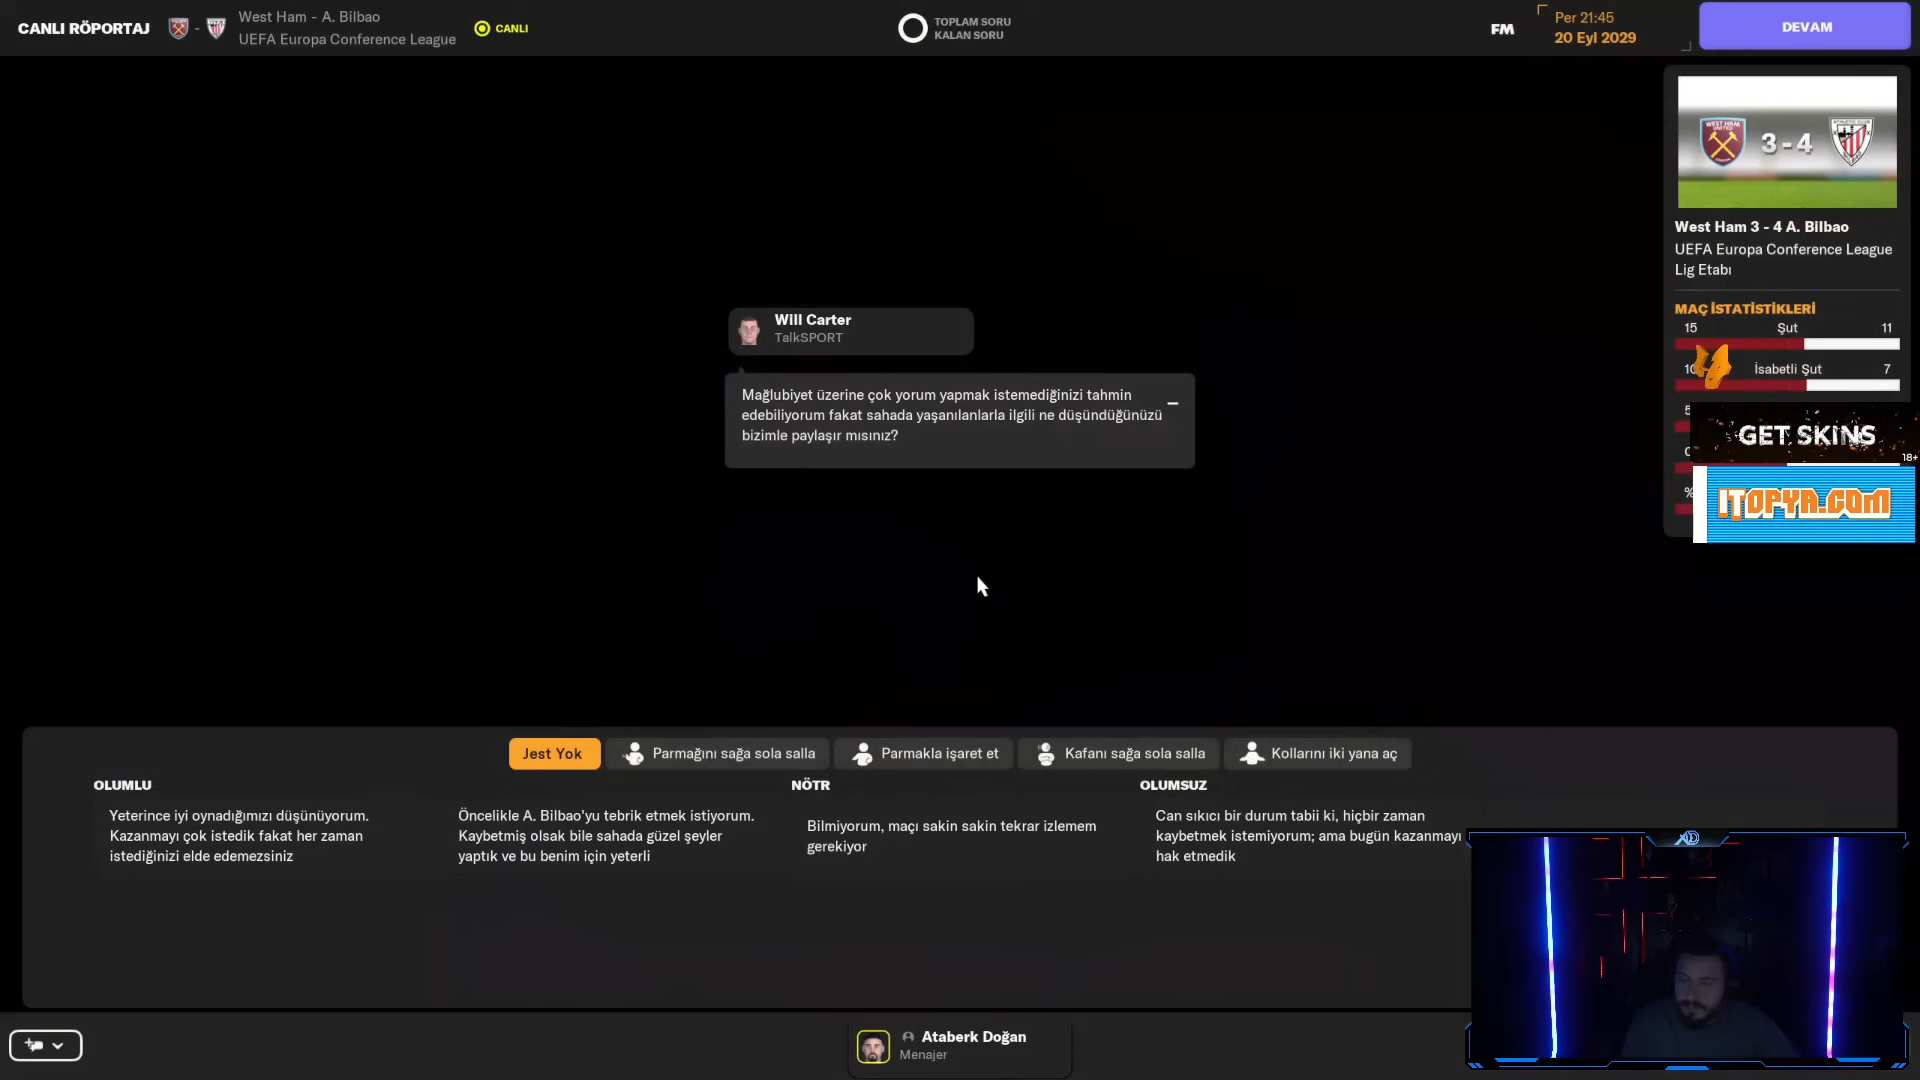 CANLI RÖPORTAJ
West Ham - A. Bilbao
UEFA Europa Conference League
CANLI
TOPLAM SORU
KALAN SORU
FM
Per 21:45
20 Eyl 2029
DEVAM
WEST HAM
UNITED
3 - 4
West Ham 3 - 4 A. Bilbao
UEFA Europa Conference League
Lig Etabı
MAÇ İSTATİSTİKLERİ
15 Şut 11
İsabetli Şut 7
GET SKINS
18+
ITOPYA.COM
Will Carter
TalkSPORT
Mağlubiyet üzerine çok yorum yapmak istemediğinizi tahmin
edebiliyorum fakat sahada yaşanılanlarla ilgili ne düşündüğünüzü
bizimle paylaşır mısınız?
Jest Yok
Parmağını sağa sola salla
Parmakla işaret et
Kafanı sağa sola salla
Kollarını iki yana aç
OLUMLU
Yeterince iyi oynadığımızı düşünüyorum.
Kazanmayı çok istedik fakat her zaman
istediğinizi elde edemezsiniz
Öncelikle A. Bilbao'yu tebrik etmek istiyorum.
Kaybetmiş olsak bile sahada güzel şeyler
yaptık ve bu benim için yeterli
NÖTR
Bilmiyorum, maçı sakin sakin tekrar izlemem
gerekiyor
OLUMSUZ
Can sıkıcı bir durum tabii ki, hiçbir zaman
kaybetmek istemiyorum; ama bugün kazanmayı
hak etmedik
Ataberk Doğan
Menajer